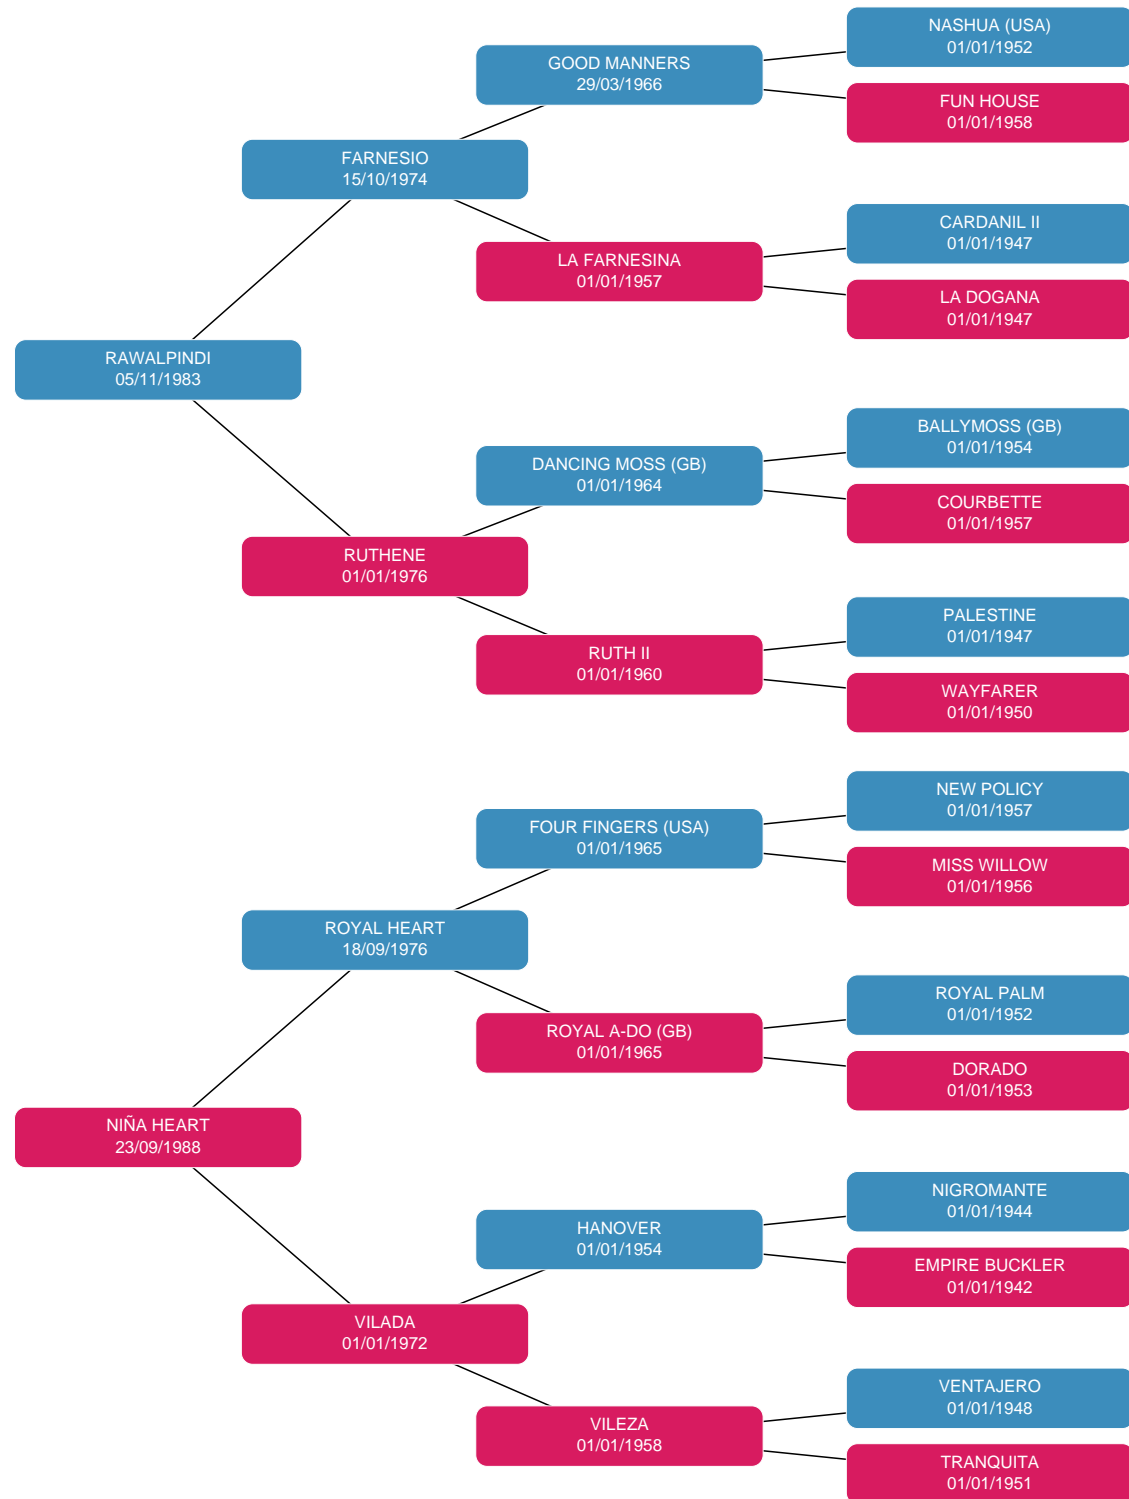 NASHUA (USA)
01/01/1952
GOOD MANNERS
29/03/1966
FUN HOUSE
01/01/1958
FARNESIO
15/10/1974
CARDANIL II
01/01/1947
LA FARNESINA
01/01/1957
LA DOGANA
01/01/1947
RAWALPINDI
05/11/1983
BALLYMOSS (GB)
01/01/1954
DANCING MOSS (GB)
01/01/1964
COURBETTE
01/01/1957
RUTHENE
01/01/1976
PALESTINE
01/01/1947
RUTH II
01/01/1960
WAYFARER
01/01/1950
NEW POLICY
01/01/1957
FOUR FINGERS (USA)
01/01/1965
MISS WILLOW
01/01/1956
ROYAL HEART
18/09/1976
ROYAL PALM
01/01/1952
ROYAL A-DO (GB)
01/01/1965
DORADO
01/01/1953
NIÑA HEART
23/09/1988
NIGROMANTE
01/01/1944
HANOVER
01/01/1954
EMPIRE BUCKLER
01/01/1942
VILADA
01/01/1972
VENTAJERO
01/01/1948
VILEZA
01/01/1958
TRANQUITA
01/01/1951